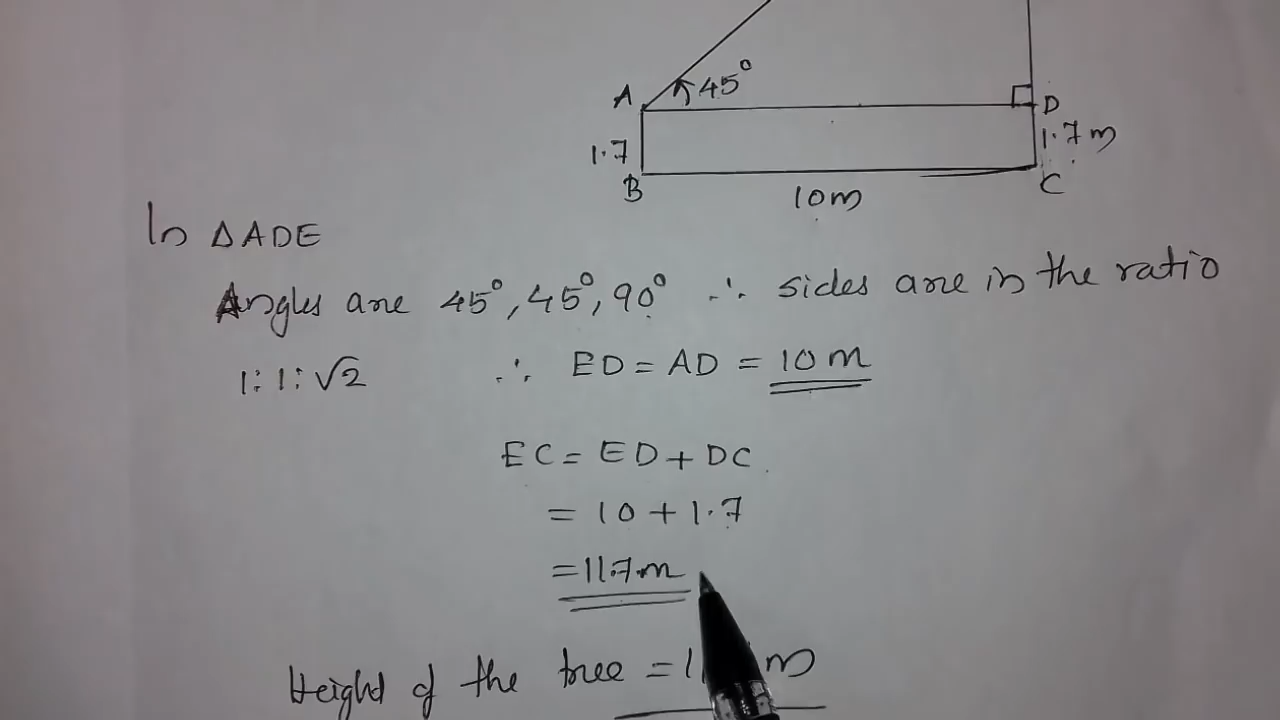 45°
A
D
1.7
1.7 m
B
C
10m
In ΔADE
Angles are 45°, 45°, 90° ∴ sides are in the ratio
1:1:√2 ∴ ED = AD = 10 m
EC = ED + DC
= 10 + 1.7
= 11.7m
Height of the tree = m